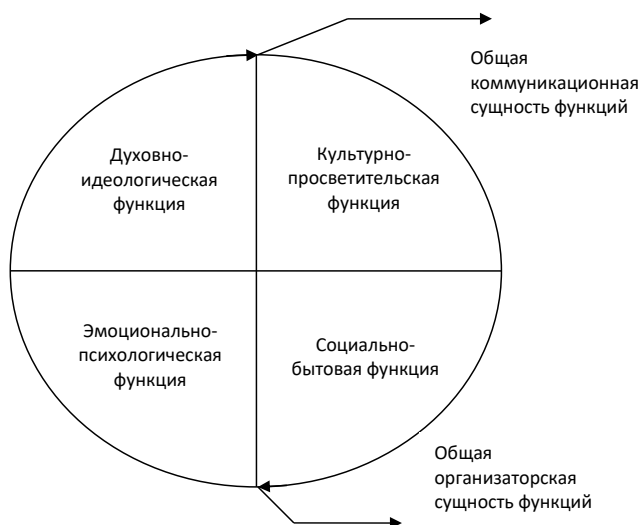 Общая
коммуникационная
сущность функций
Духовно-
идеологическая
функция
Культурно-
просветительская
функция
Эмоционально-
психологическая
функция
Социально-
бытовая функция
Общая
организаторская
сущность функций